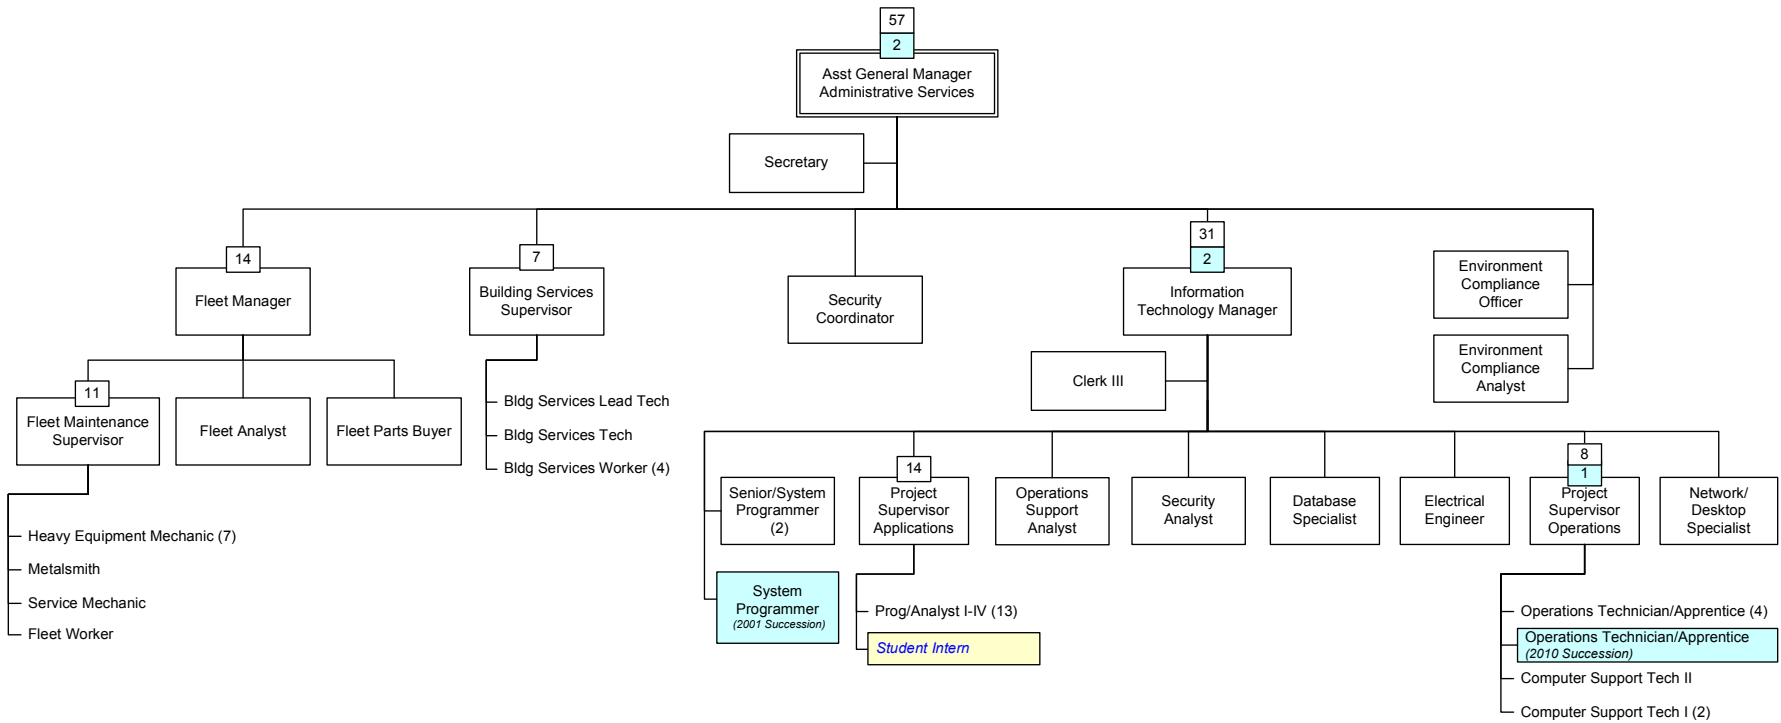 57
2
Asst General Manager
Administrative Services
Secretary
14
Fleet Manager
7
Building Services
Supervisor
Security
Coordinator
31
2
Information
Technology Manager
Environment
Compliance
Officer
Environment
Compliance
Analyst
Clerk III
11
Fleet Maintenance
Supervisor
Fleet Analyst
Fleet Parts Buyer
Heavy Equipment Mechanic (7)
Metalsmith
Service Mechanic
Fleet Worker
Bldg Services Lead Tech
Bldg Services Tech
Bldg Services Worker (4)
Senior/System
Programmer
(2)
System
Programmer
(2001 Succession)
14
Project
Supervisor
Applications
Prog/Analyst I-IV (13)
Student Intern
Operations
Support
Analyst
Security
Analyst
Database
Specialist
Electrical
Engineer
8
1
Project
Supervisor
Operations
Operations Technician/Apprentice (4)
Operations Technician/Apprentice
(2010 Succession)
Computer Support Tech II
Computer Support Tech I (2)
Network/
Desktop
Specialist